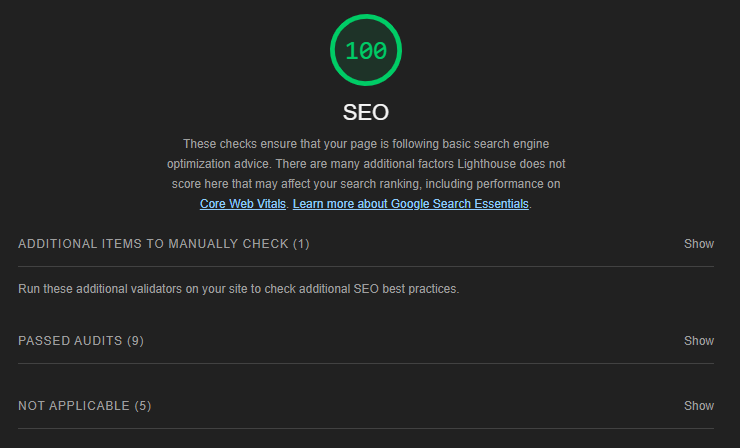 100
SEO
These checks ensure that your page is following basic search engine
optimization advice. There are many additional factors Lighthouse does not
score here that may affect your search ranking, including performance on
Core Web Vitals. Learn more about Google Search Essentials.
ADDITIONAL ITEMS TO MANUALLY CHECK (1) Show
Run these additional validators on your site to check additional SEO best practices.
PASSED AUDITS (9) Show
NOT APPLICABLE (5) Show